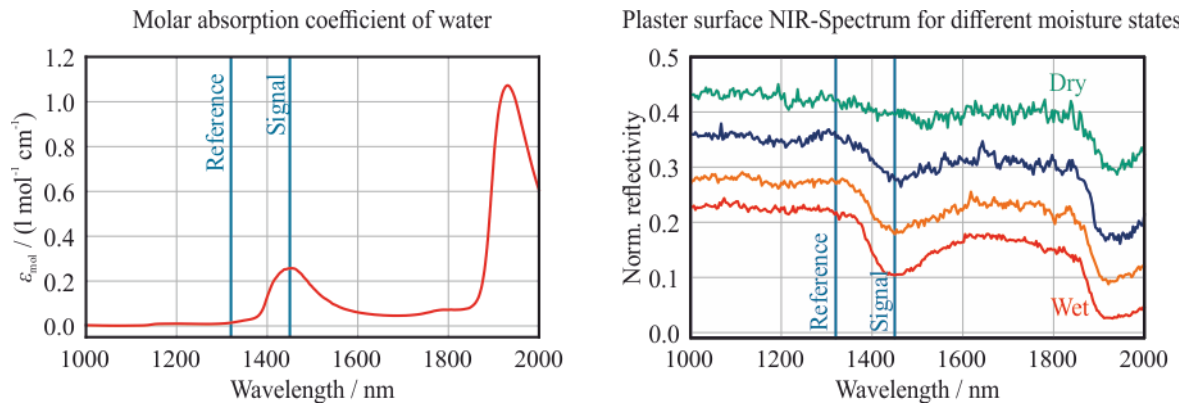 Molar absorption coefficient of water
1.2
1.0
0.8
0.6
0.4
0.2
0.0
ε_mol / (l mol⁻¹ cm⁻¹)
Reference
Signal
1000 1200 1400 1600 1800 2000
Wavelength / nm
Plaster surface NIR-Spectrum for different moisture states
0.5
0.4
0.3
0.2
0.1
0.0
Norm. reflectivity
Dry
Reference
Signal
Wet
1000 1200 1400 1600 1800 2000
Wavelength / nm